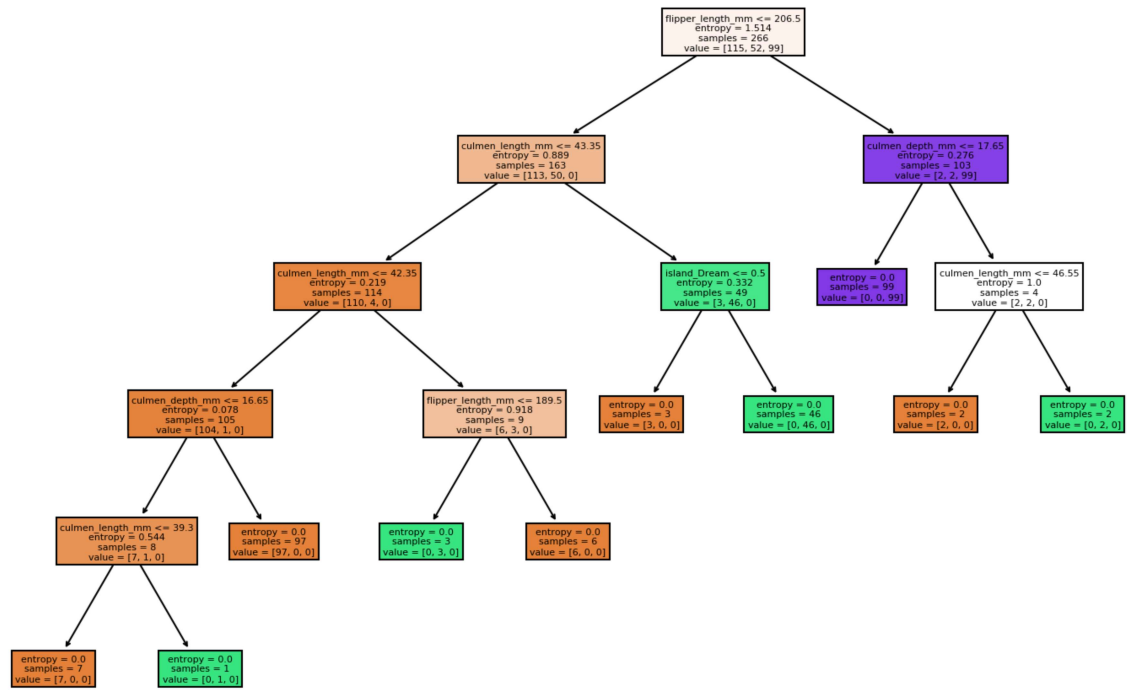 flipper_length_mm <= 206.5
entropy = 1.514
samples = 266
value = [115, 52, 99]
culmen_length_mm <= 43.35
entropy = 0.889
samples = 163
value = [113, 50, 0]
culmen_depth_mm <= 17.65
entropy = 0.276
samples = 103
value = [2, 2, 99]
culmen_length_mm <= 42.35
entropy = 0.219
samples = 114
value = [110, 4, 0]
island_Dream <= 0.5
entropy = 0.332
samples = 49
value = [3, 46, 0]
entropy = 0.0
samples = 99
value = [0, 0, 99]
culmen_length_mm <= 46.55
entropy = 1.0
samples = 4
value = [2, 2, 0]
culmen_depth_mm <= 16.65
entropy = 0.078
samples = 105
value = [104, 1, 0]
flipper_length_mm <= 189.5
entropy = 0.918
samples = 9
value = [6, 3, 0]
entropy = 0.0
samples = 3
value = [3, 0, 0]
entropy = 0.0
samples = 46
value = [0, 46, 0]
entropy = 0.0
samples = 2
value = [2, 0, 0]
entropy = 0.0
samples = 2
value = [0, 2, 0]
culmen_length_mm <= 39.3
entropy = 0.544
samples = 8
value = [7, 1, 0]
entropy = 0.0
samples = 97
value = [97, 0, 0]
entropy = 0.0
samples = 3
value = [0, 3, 0]
entropy = 0.0
samples = 6
value = [6, 0, 0]
entropy = 0.0
samples = 7
value = [7, 0, 0]
entropy = 0.0
samples = 1
value = [0, 1, 0]